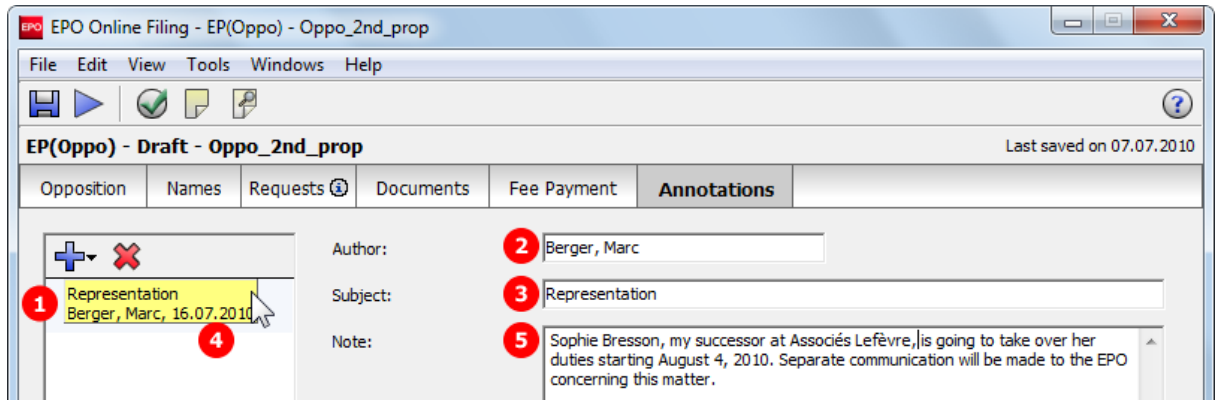 EPO EPO Online Filing - EP(Oppo) - Oppo_2nd_prop
File Edit View Tools Windows Help
EP(Oppo) - Draft - Oppo_2nd_prop Last saved on 07.07.2010
Opposition Names Requests Documents Fee Payment Annotations
Author: 2 Berger, Marc
1 Representation
Berger, Marc, 16.07.2010
4
Subject: 3 Representation
Note: 5 Sophie Bresson, my successor at Associés Lefèvre, is going to take over her
duties starting August 4, 2010. Separate communication will be made to the EPO
concerning this matter.